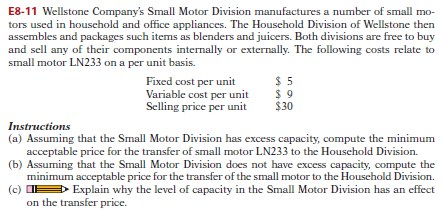 E8-11 Wellstone Company's Small Motor Division manufactures a number of small mo-
tors used in household and office appliances. The Household Division of Wellstone then
assembles and packages such items as blenders and juicers. Both divisions are free to buy
and sell any of their components internally or externally. The following costs relate to
small motor LN233 on a per unit basis.
Fixed cost per unit $ 5
Variable cost per unit $ 9
Selling price per unit $30
Instructions
(a) Assuming that the Small Motor Division has excess capacity, compute the minimum
acceptable price for the transfer of small motor LN233 to the Household Division.
(b) Assuming that the Small Motor Division does not have excess capacity, compute the
minimum acceptable price for the transfer of the small motor to the Household Division.
(c) Explain why the level of capacity in the Small Motor Division has an effect
on the transfer price.